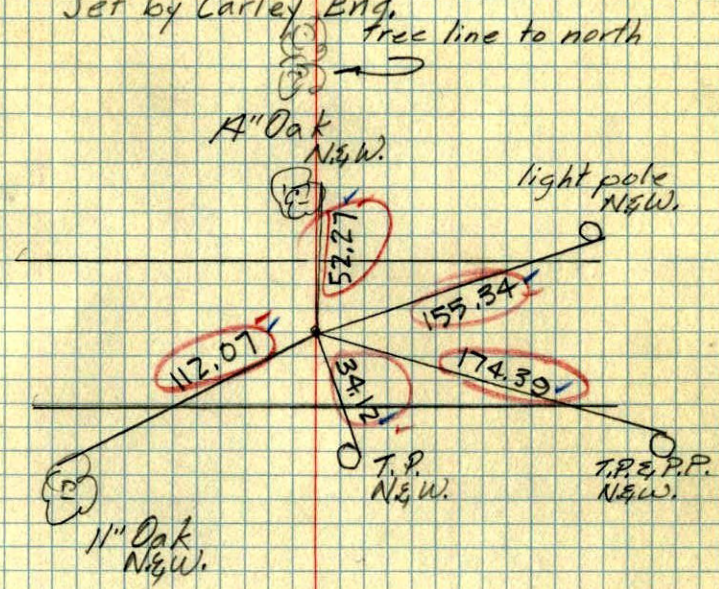 Set by Carley Eng.
tree line to north
14" Oak
N.&W.
light pole
N.&W.
52.27
155.34
112.07
174.39
34.12
T.P.
N.&W.
T.P. & P.P.
N.&W.
11" Oak
N.&W.